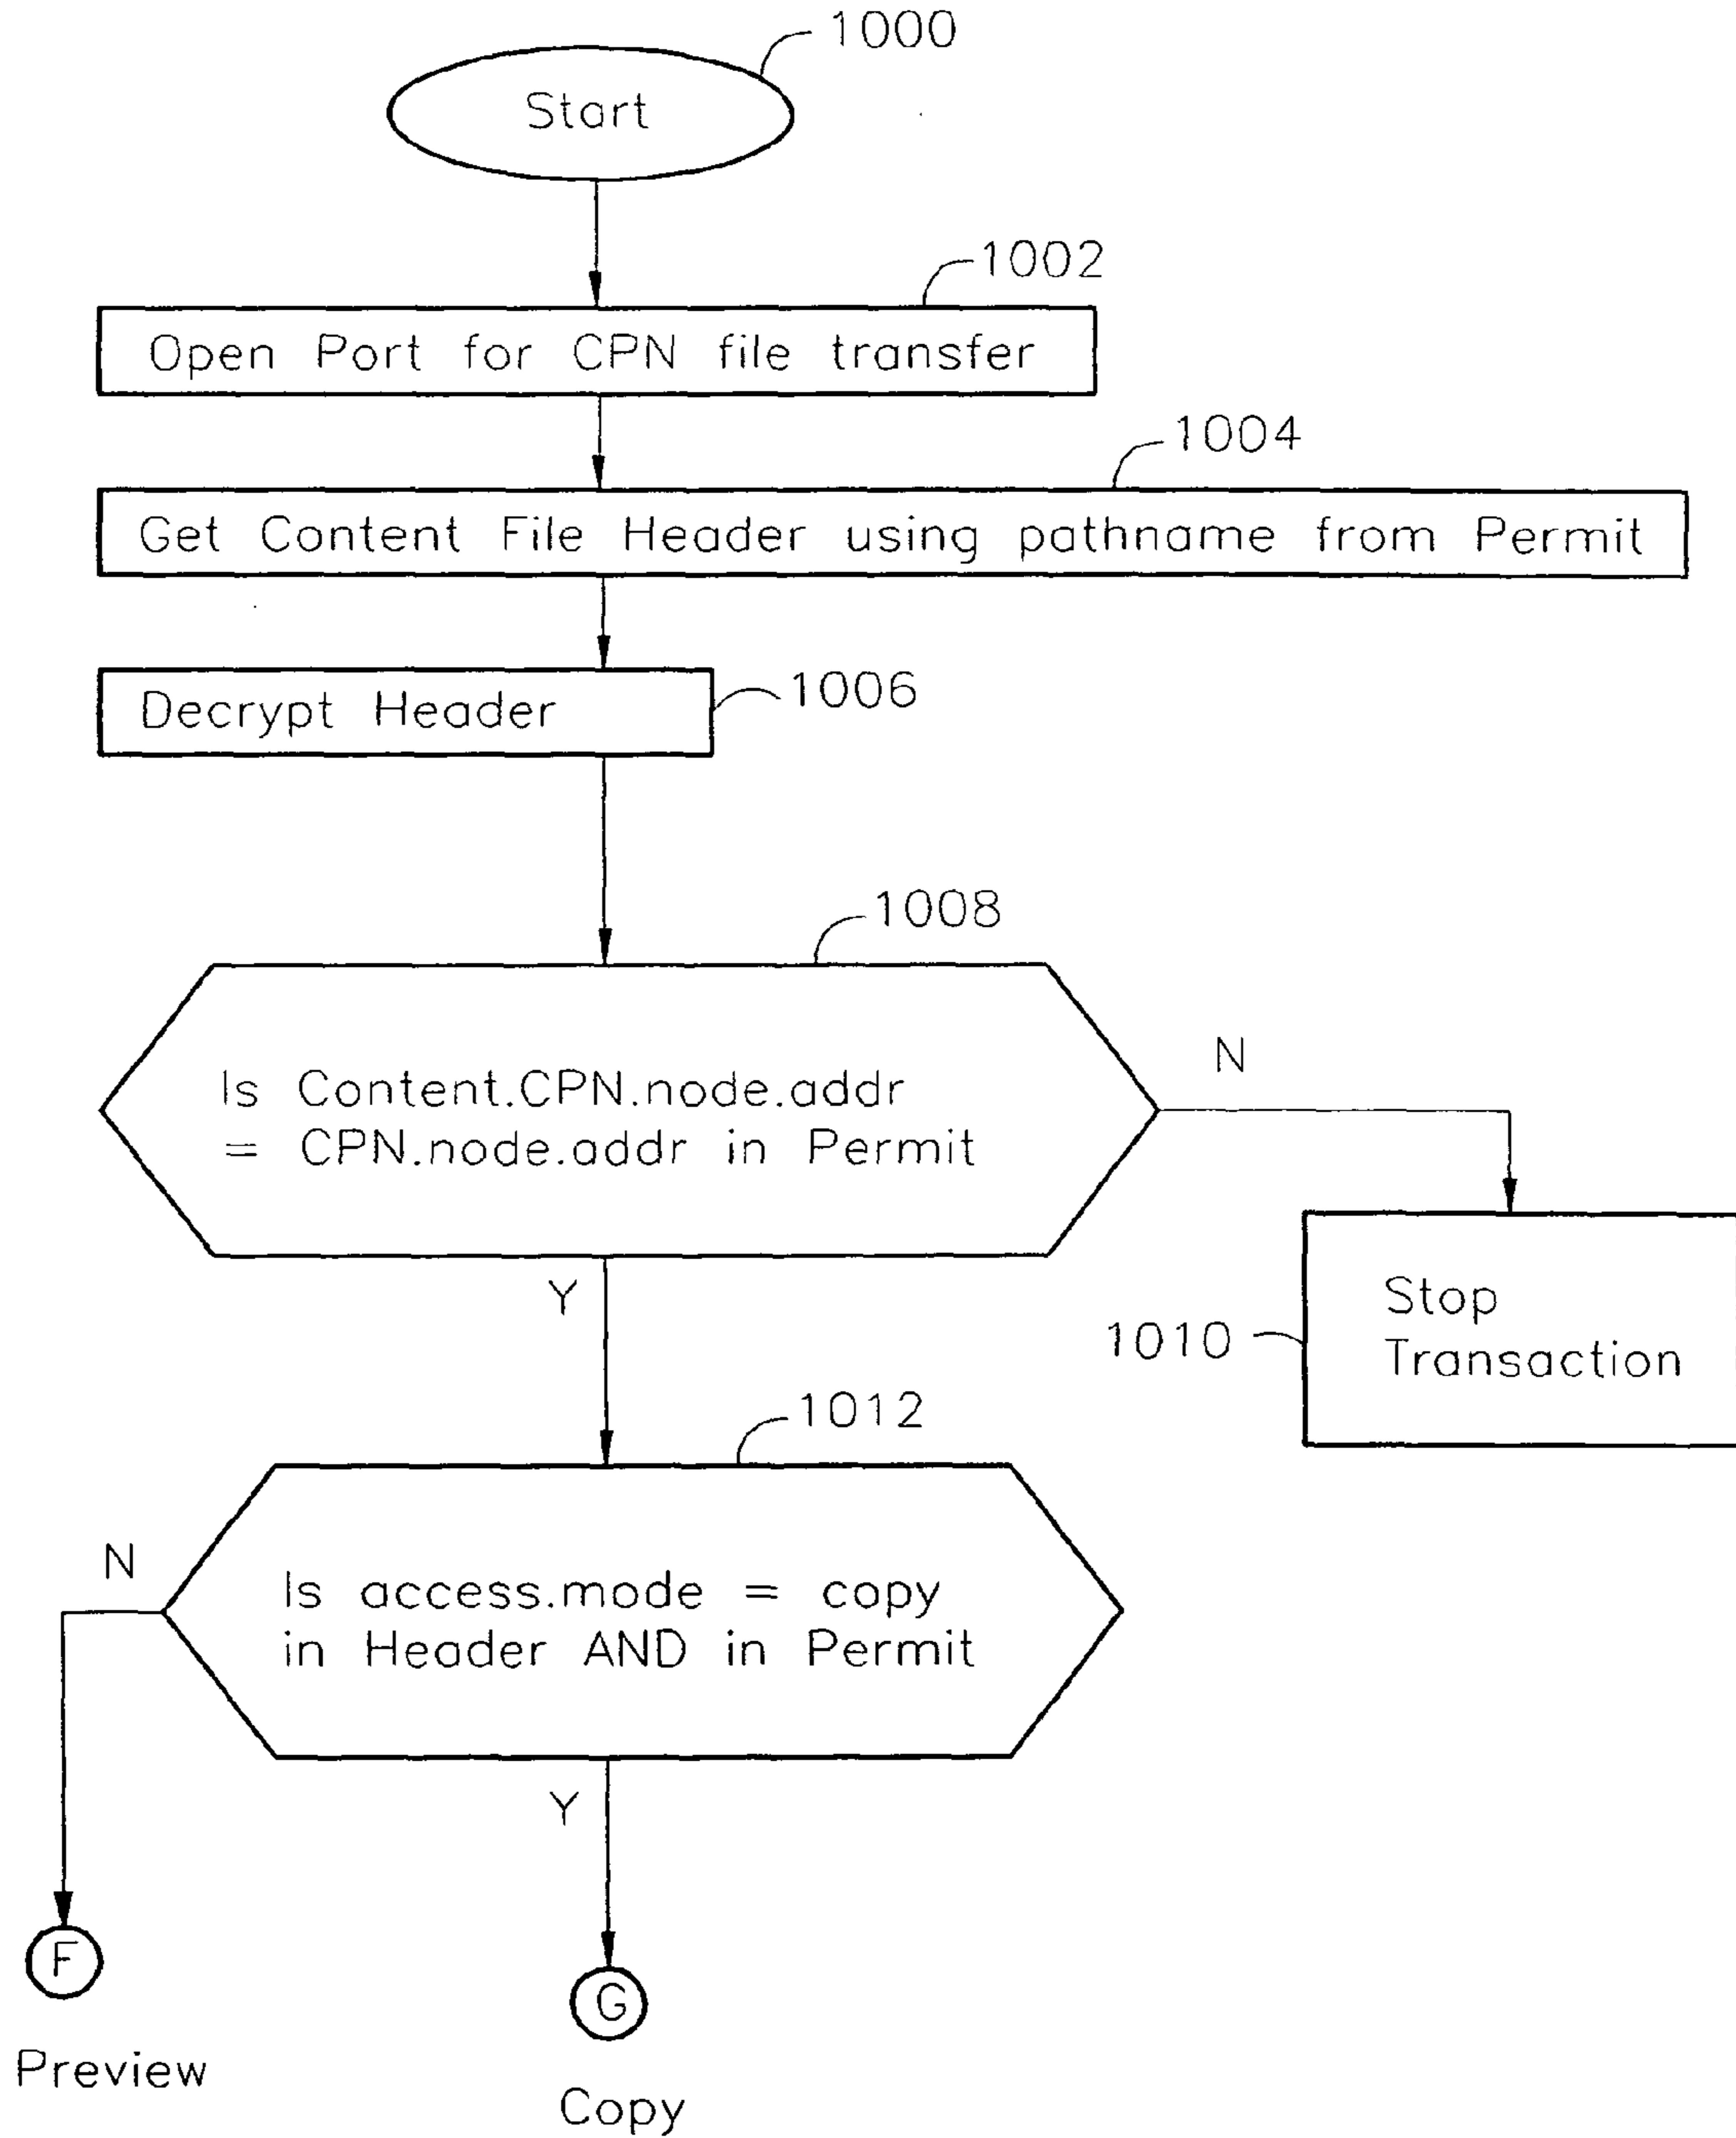 1000
Start
1002
Open Port for CPN file transfer
1004
Get Content File Header using pathname from Permit
1006
Decrypt Header
1008
Is Content.CPN.node.addr
= CPN.node.addr in Permit
N
Y
Stop
Transaction
1010
1012
N
Is access.mode = copy
in Header AND in Permit
Y
F
G
Preview
Copy